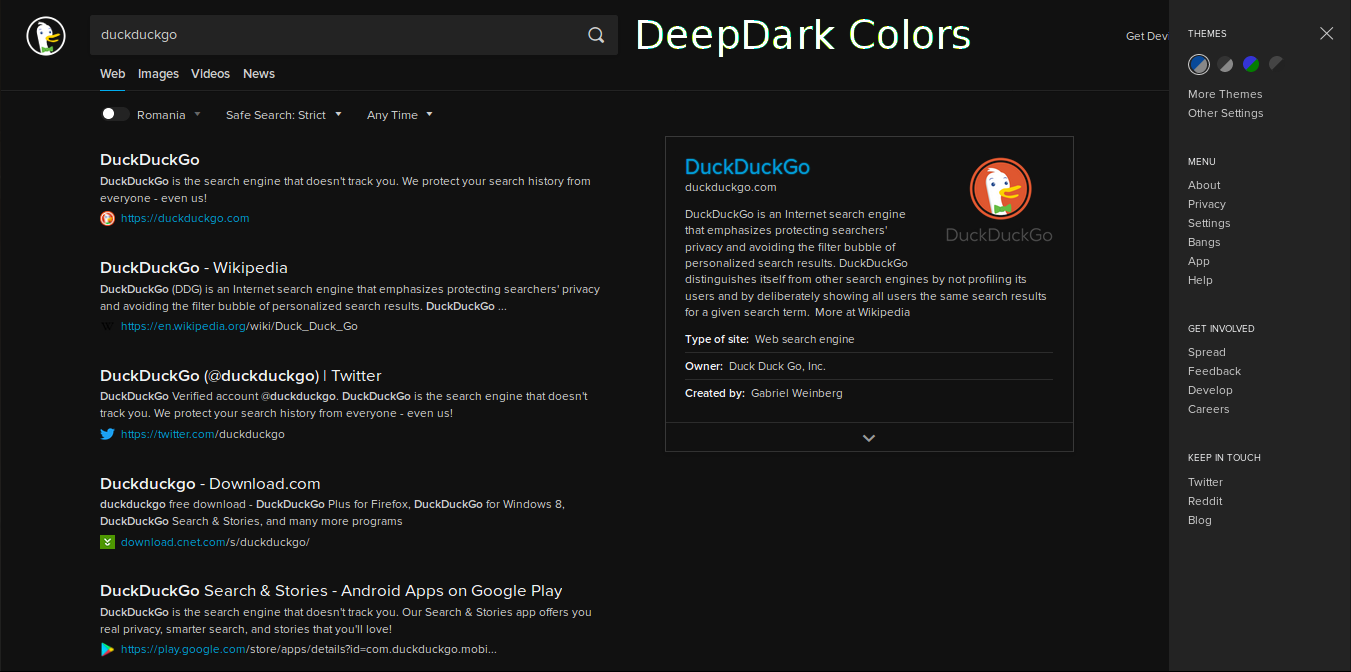 duckduckgo
DeepDark Colors
Get Dev
Web Images Videos News
Romania
Safe Search: Strict
Any Time
DuckDuckGo
DuckDuckGo is the search engine that doesn't track you. We protect your search history from
everyone - even us!
https://duckduckgo.com
DuckDuckGo - Wikipedia
DuckDuckGo (DDG) is an Internet search engine that emphasizes protecting searchers' privacy
and avoiding the filter bubble of personalized search results. DuckDuckGo ...
W https://en.wikipedia.org/wiki/Duck_Duck_Go
DuckDuckGo (@duckduckgo) | Twitter
DuckDuckGo Verified account @duckduckgo. DuckDuckGo is the search engine that doesn't
track you. We protect your search history from everyone - even us!
https://twitter.com/duckduckgo
Duckduckgo - Download.com
duckduckgo free download - DuckDuckGo Plus for Firefox, DuckDuckGo for Windows 8,
DuckDuckGo Search & Stories, and many more programs
download.cnet.com/s/duckduckgo/
DuckDuckGo Search & Stories - Android Apps on Google Play
DuckDuckGo is the search engine that doesn't track you. Our Search & Stories app offers you
real privacy, smarter search, and stories that you'll love!
https://play.google.com/store/apps/details?id=com.duckduckgo.mobi...
DuckDuckGo
duckduckgo.com
DuckDuckGo
DuckDuckGo is an Internet search engine
that emphasizes protecting searchers'
privacy and avoiding the filter bubble of
personalized search results. DuckDuckGo
distinguishes itself from other search engines by not profiling its
users and by deliberately showing all users the same search results
for a given search term. More at Wikipedia
Type of site: Web search engine
Owner: Duck Duck Go, Inc.
Created by: Gabriel Weinberg
THEMES
More Themes
Other Settings
MENU
About
Privacy
Settings
Bangs
App
Help
GET INVOLVED
Spread
Feedback
Develop
Careers
KEEP IN TOUCH
Twitter
Reddit
Blog